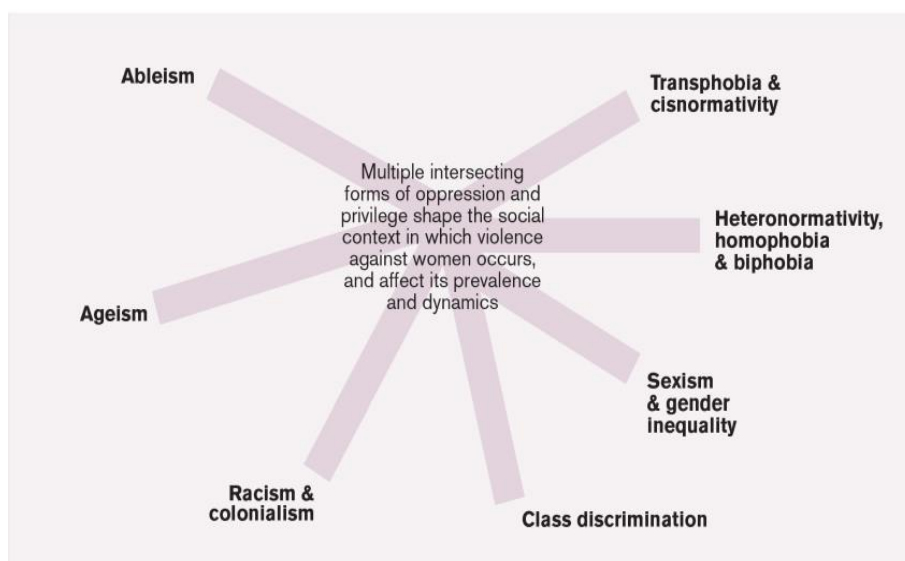 Ableism
Transphobia &
cisnormativity
Multiple intersecting
forms of oppression and
privilege shape the social
context in which violence
against women occurs,
and affect its prevalence
and dynamics
Heteronormativity,
homophobia
& biphobia
Ageism
Sexism
& gender
inequality
Racism &
colonialism
Class discrimination